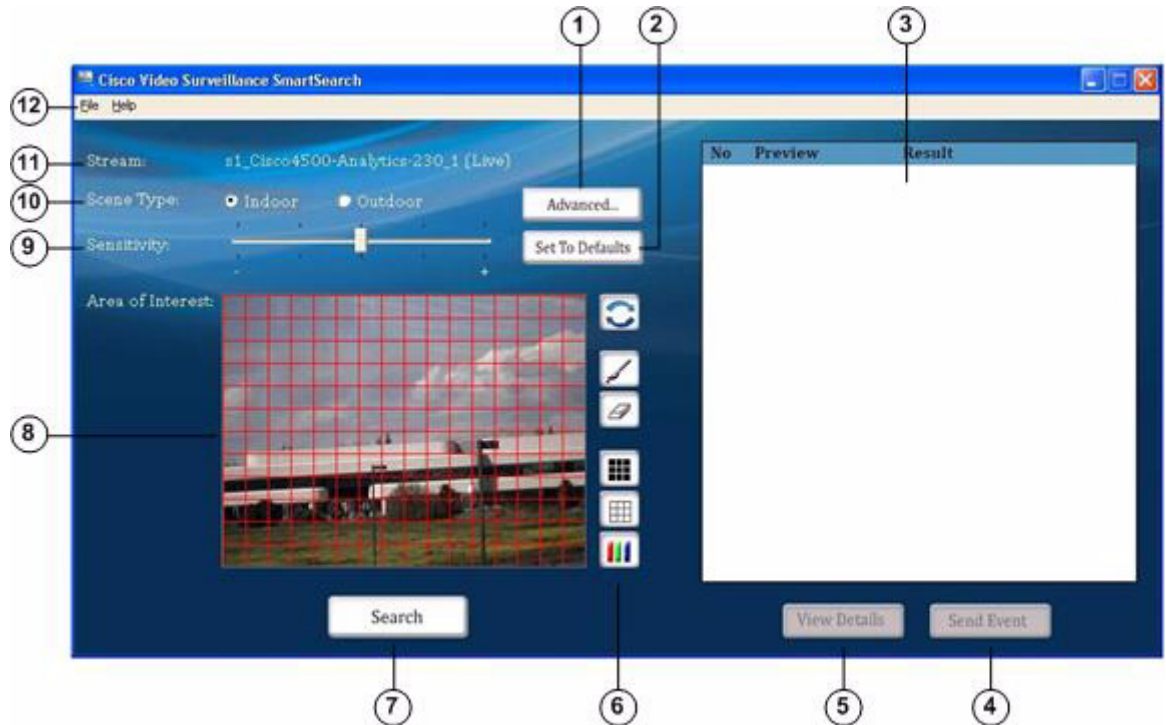 1
2
3
Cisco Video Surveillance SmartSearch
12
File Help
11
Stream: s1_Cisco4500-Analytics-230_1 (Live)
No Preview Result
10
Scene Type: Indoor Outdoor
Advanced...
9
Sensitivity:
Set To Defaults
- +
Area of Interest:
8
Search
View Details
Send Event
7
6
5
4